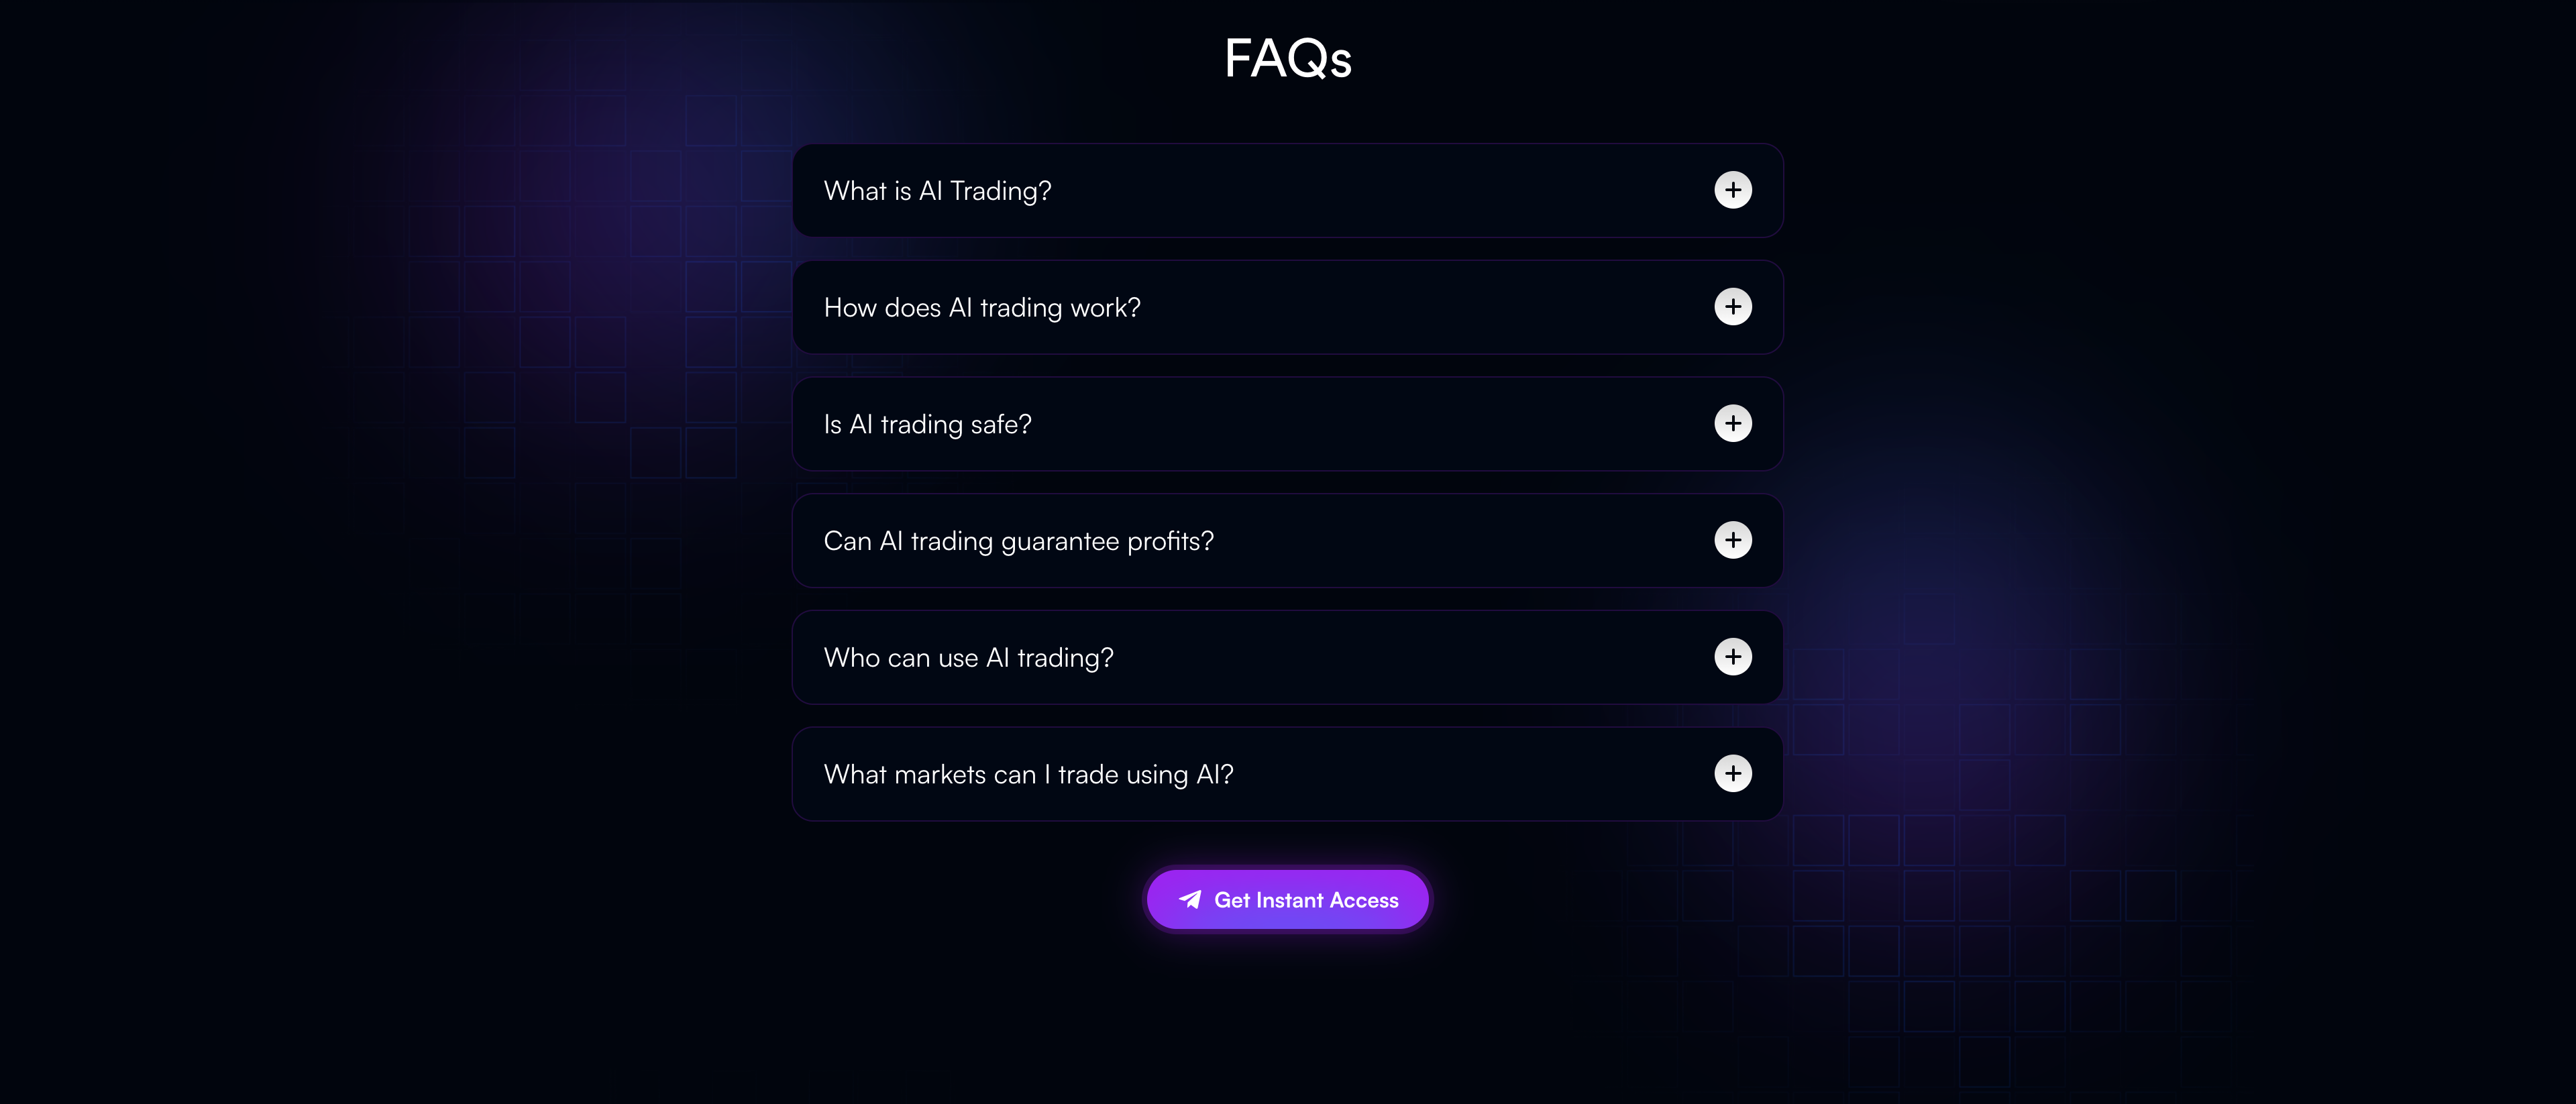 FAQs
What is AI Trading?
How does AI trading work?
Is AI trading safe?
Can AI trading guarantee profits?
Who can use AI trading?
What markets can I trade using AI?
Get Instant Access